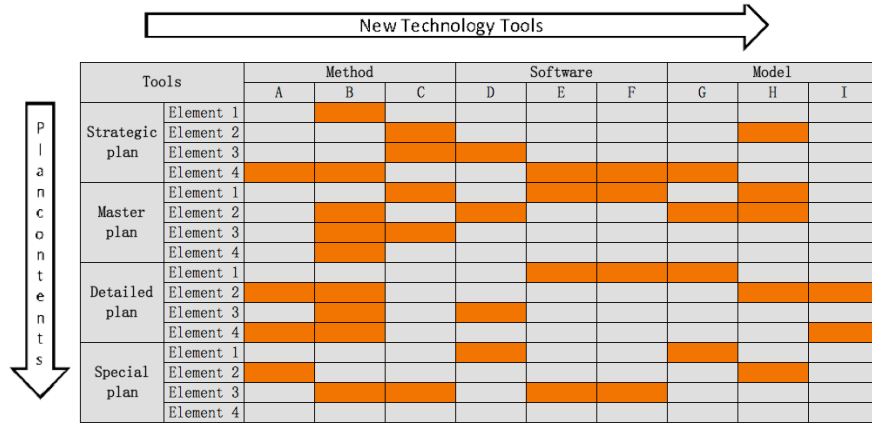 New Technology Tools
Plan contents
Tools Method Software Model
A B C D E F G H I
Strategic plan
Element 1
Element 2
Element 3
Element 4
Master plan
Element 1
Element 2
Element 3
Element 4
Detailed plan
Element 1
Element 2
Element 3
Element 4
Special plan
Element 1
Element 2
Element 3
Element 4